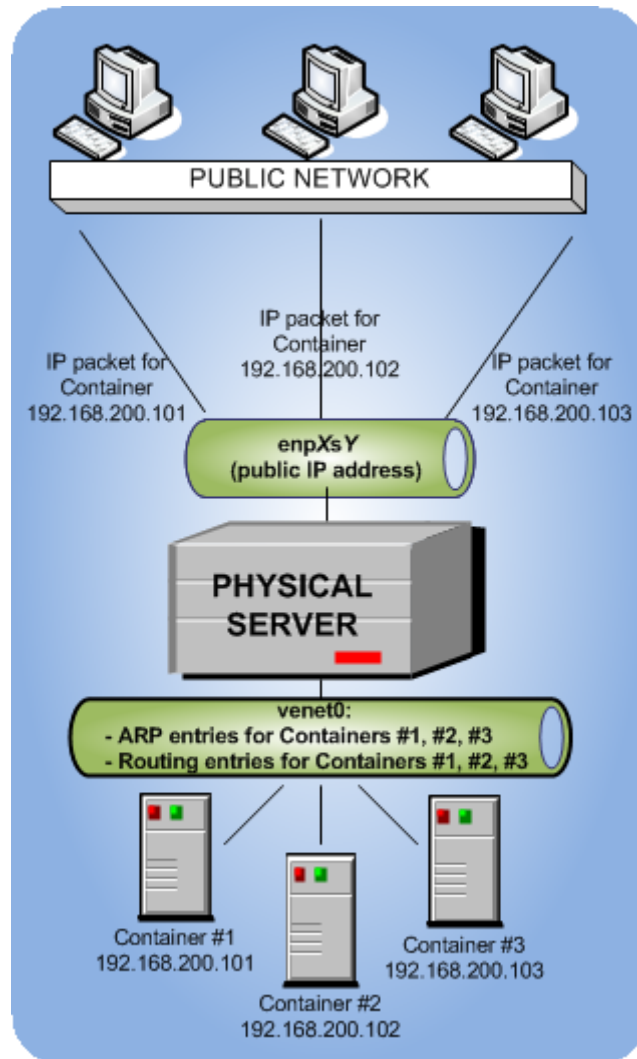 PUBLIC NETWORK
IP packet for
Container
192.168.200.101
IP packet for
Container
192.168.200.102
IP packet for
Container
192.168.200.103
enpXsY
(public IP address)
PHYSICAL
SERVER
venet0:
- ARP entries for Containers #1, #2, #3
- Routing entries for Containers #1, #2, #3
Container #1
192.168.200.101
Container #2
192.168.200.102
Container #3
192.168.200.103